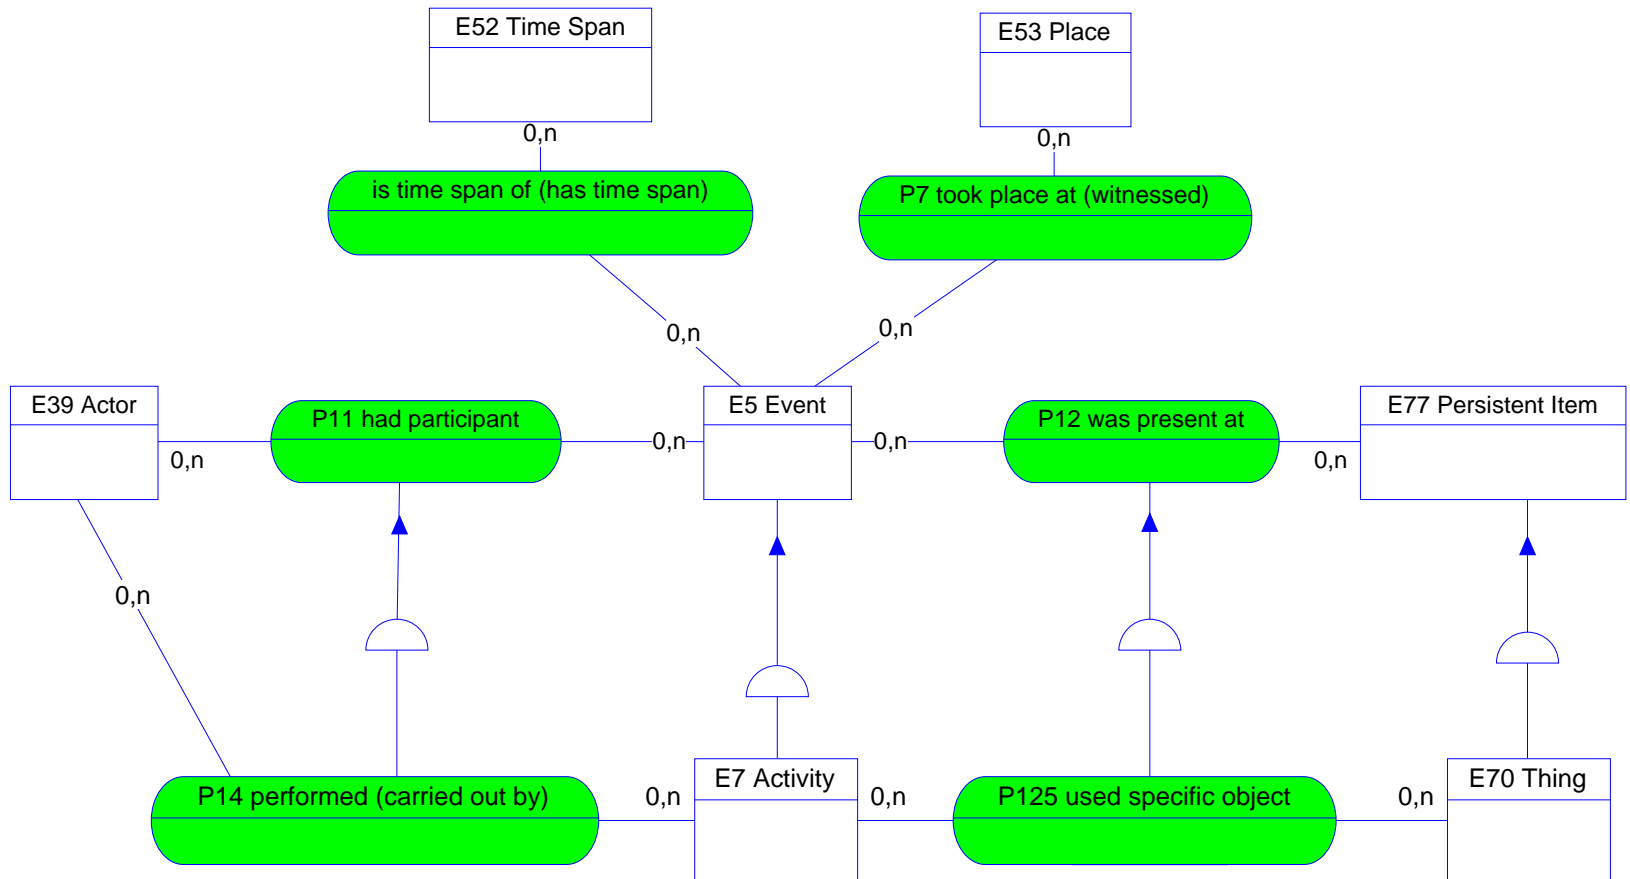 E52 Time Span
E53 Place
0,n
0,n
is time span of (has time span)
P7 took place at (witnessed)
0,n
0,n
E39 Actor
P11 had participant
E5 Event
P12 was present at
E77 Persistent Item
0,n
0,n
0,n
0,n
0,n
P14 performed (carried out by)
0,n
E7 Activity
0,n
P125 used specific object
0,n
E70 Thing